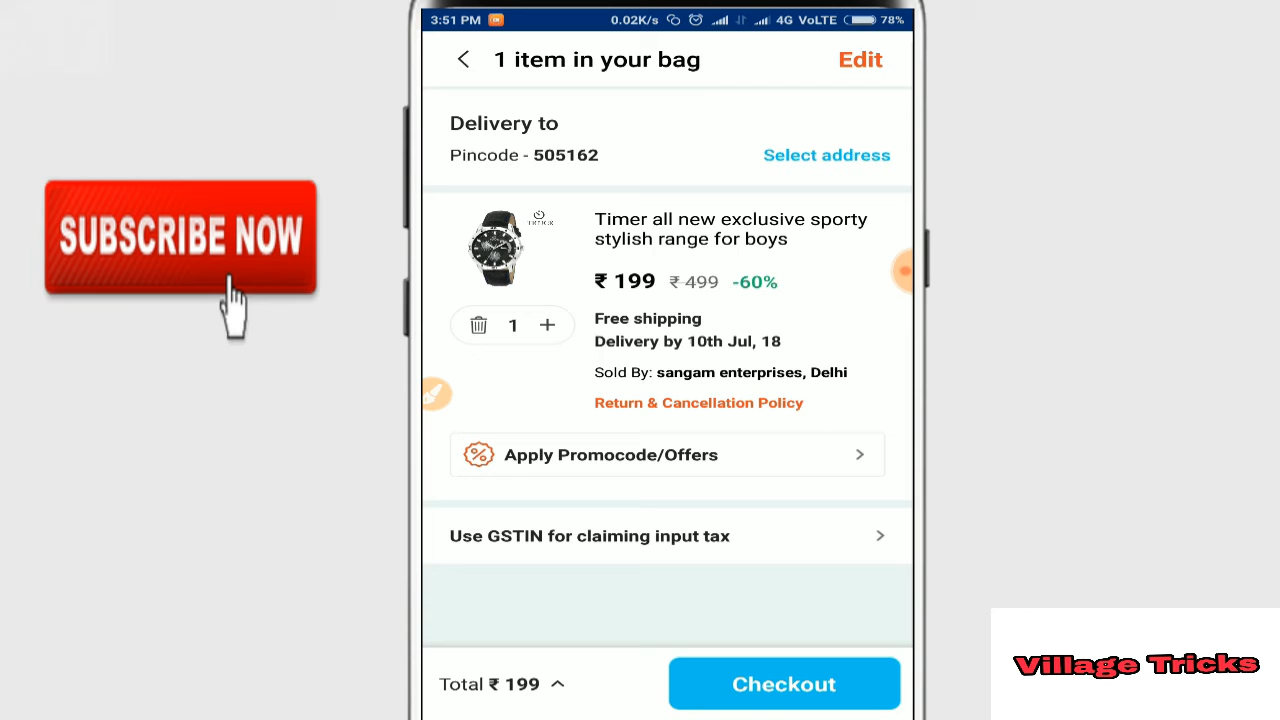 3:51 PM 0.02K/s 4G VoLTE 78%
1 item in your bag Edit
Delivery to
Pincode - 505162 Select address
SUBSCRIBE NOW
Timer all new exclusive sporty
stylish range for boys
₹ 199 ₹ 499 -60%
1 +
Free shipping
Delivery by 10th Jul, 18
Sold By: sangam enterprises, Delhi
Return & Cancellation Policy
Apply Promocode/Offers
Use GSTIN for claiming input tax
Total ₹ 199 Checkout
Village Tricks